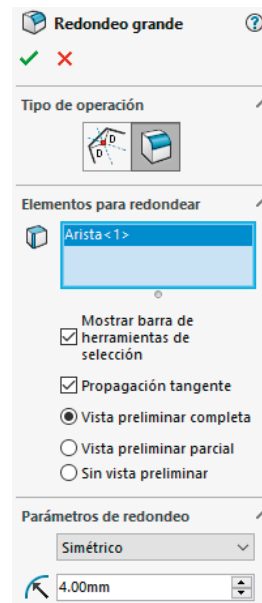 Redondeo grande
Tipo de operación
D
D
Elementos para redondear
Arista<1>
Mostrar barra de
herramientas de
selección
Propagación tangente
Vista preliminar completa
Vista preliminar parcial
Sin vista preliminar
Parámetros de redondeo
Simétrico
4.00mm